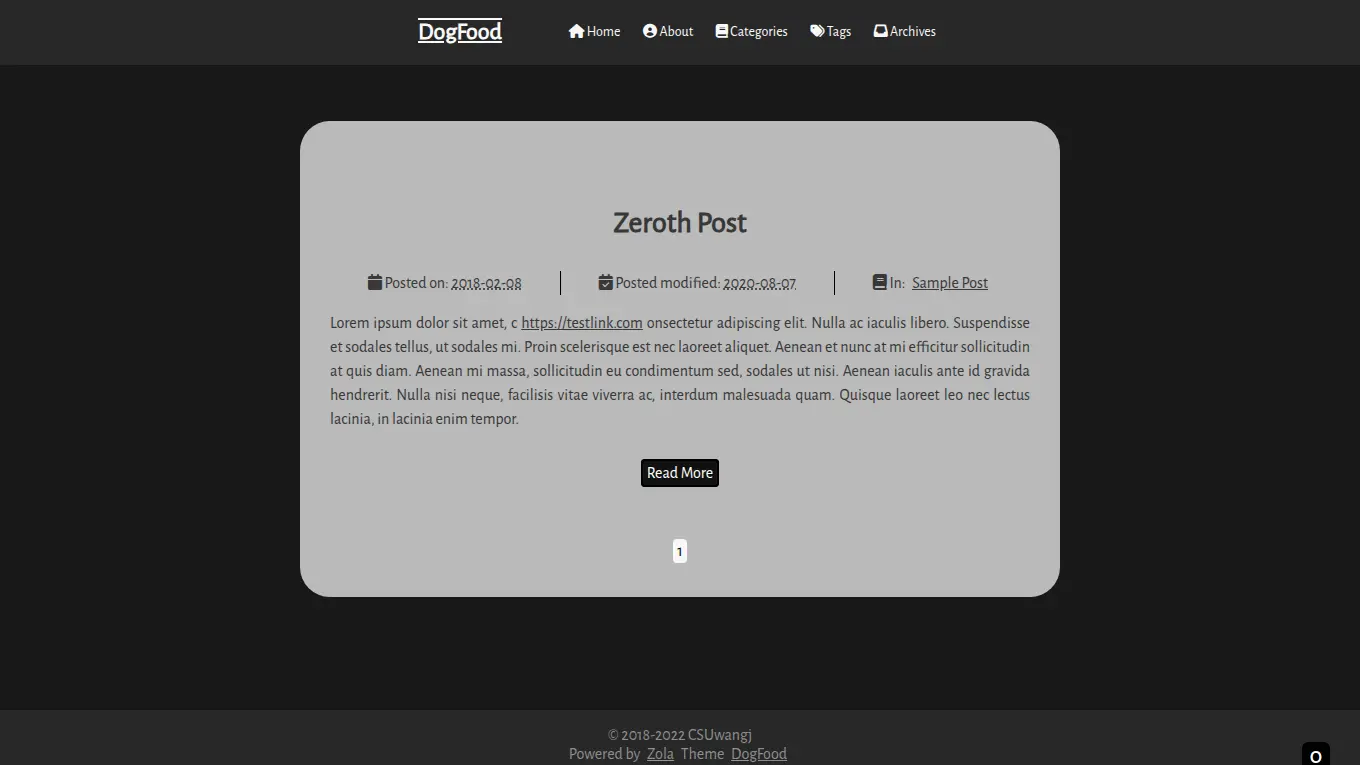 DogFood
Home About Categories Tags Archives
Zeroth Post
Posted on: 2018-02-08 Posted modified: 2020-08-07 In: Sample Post
Lorem ipsum dolor sit amet, c https://testlink.com onsectetur adipiscing elit. Nulla ac iaculis libero. Suspendisse
et sodales tellus, ut sodales mi. Proin scelerisque est nec laoreet aliquet. Aenean et nunc at mi efficitur sollicitudin
at quis diam. Aenean mi massa, sollicitudin eu condimentum sed, sodales ut nisi. Aenean iaculis ante id gravida
hendrerit. Nulla nisi neque, facilisis vitae viverra ac, interdum malesuada quam. Quisque laoreet leo nec lectus
lacinia, in lacinia enim tempor.
Read More
1
© 2018-2022 CSUwangj
Powered by Zola Theme DogFood
O